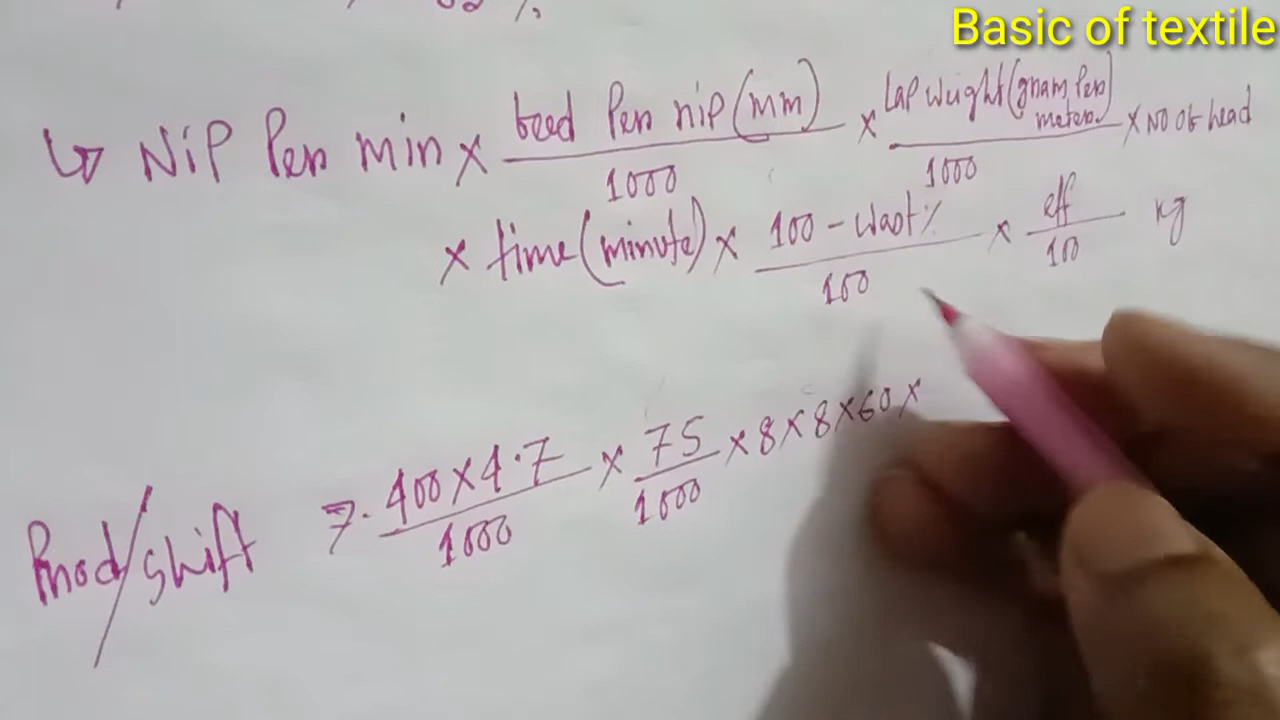 Basic of textile
%
↳ NiP Per min × feed Per nip (mm) / 1000 × Lap weight (gram Per meter) / 1000 × NO of head
× time (minute) × 100 - Wast% / 100 × eff / 100 kg
Prod/shift 7. 400×4.7 / 1000 × 75 / 1000 × 8×8×60×